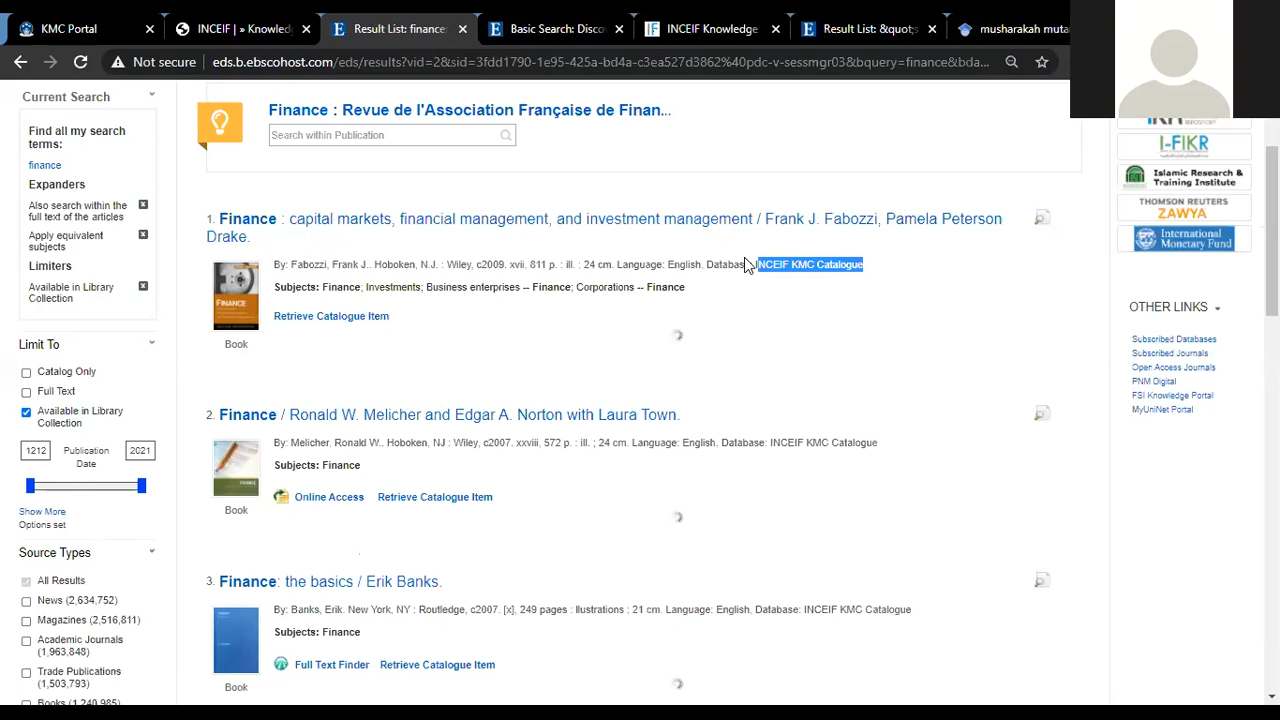 KMC Portal
INCEIF | » Knowled
Result List: finance
Basic Search: Disco
INCEIF Knowledge
Result List: &quot;s
musharakah muta
Not secure
eds.b.ebscohost.com/eds/results?vid=2&sid=3fdd1790-1e95-425a-bd4a-c3ea527d3862%40pdc-v-sessmgr03&bquery=finance&bda...
Current Search
Find all my search
terms:
finance
Expanders
Also search within the
full text of the articles
Apply equivalent
subjects
Limiters
Available in Library
Collection
Limit To
Catalog Only
Full Text
Available in Library
Collection
1212
Publication
Date
2021
Show More
Options set
Source Types
All Results
News (2,634,752)
Magazines (2,516,811)
Academic Journals
(1,963,848)
Trade Publications
(1,503,793)
Books (1,240,985)
Finance : Revue de l'Association Française de Finan...
Search within Publication
1. Finance : capital markets, financial management, and investment management / Frank J. Fabozzi, Pamela Peterson
Drake.
By: Fabozzi, Frank J.. Hoboken, N.J. : Wiley, c2009. xvii, 811 p. : ill. ; 24 cm. Language: English, Database: INCEIF KMC Catalogue
Subjects: Finance; Investments; Business enterprises -- Finance; Corporations -- Finance
Retrieve Catalogue Item
Book
2. Finance / Ronald W. Melicher and Edgar A. Norton with Laura Town.
By: Melicher, Ronald W.. Hoboken, NJ : Wiley, c2007. xxviii, 572 p. : ill. ; 24 cm. Language: English, Database: INCEIF KMC Catalogue
Subjects: Finance
Online Access
Retrieve Catalogue Item
Book
3. Finance: the basics / Erik Banks.
By: Banks, Erik. New York, NY : Routledge, c2007. [x], 249 pages : Ilustrations : 21 cm. Language: English, Database: INCEIF KMC Catalogue
Subjects: Finance
Full Text Finder
Retrieve Catalogue Item
Book
I-FIKR
Islamic Research &
Training Institute
THOMSON REUTERS
ZAWYA
International
Monetary Fund
OTHER LINKS
Subscribed Databases
Subscribed Journals
Open Access Journals
PNM Digital
FSI Knowledge Portal
MyUniNet Portal